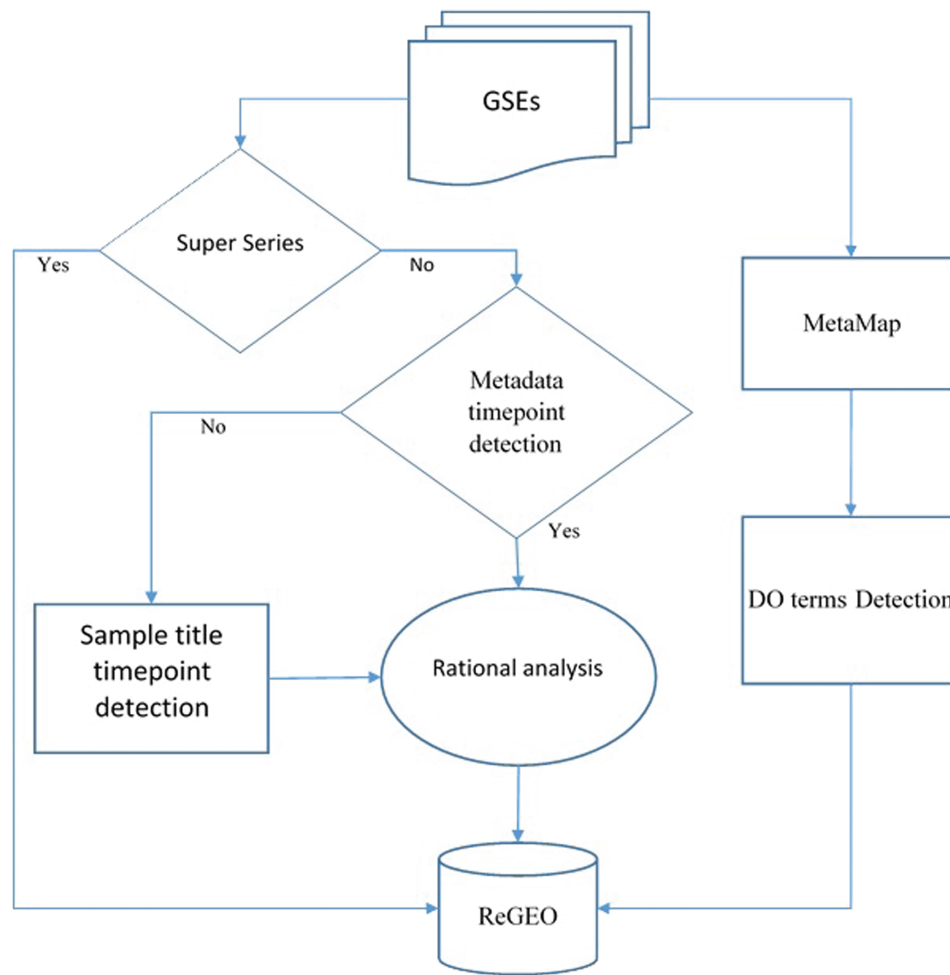 GSEs
Super Series
Yes
No
MetaMap
Metadata
timepoint
detection
No
Yes
DO terms Detection
Sample title
timepoint
detection
Rational analysis
ReGEO